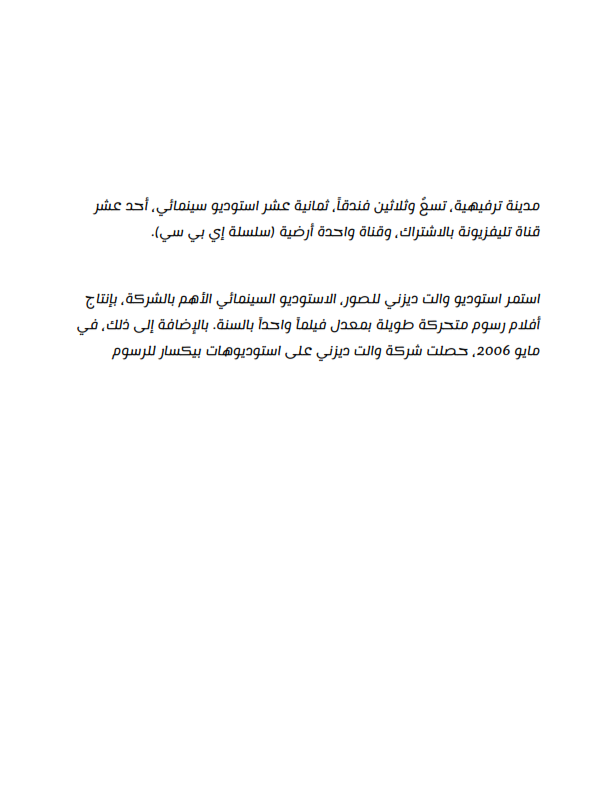 مدينة ترفيهية، تسعٌ وثلاثين فندقاً، ثمانية عشر استوديو سينمائي، أحد عشر
قناة تليفزيونة بالاشتراك، وقناة واحدة أرضية (سلسلة إي بي سي).
استمر استوديو والت ديزني للصور، الاستوديو السينمائي الأهم بالشركة، بإنتاج
أفلام رسوم متحركة طويلة بمعدل فيلماً واحداً بالسنة. بالإضافة إلى ذلك، في
مايو 2006، حصلت شركة والت ديزني على استوديوهات بيكسار للرسوم